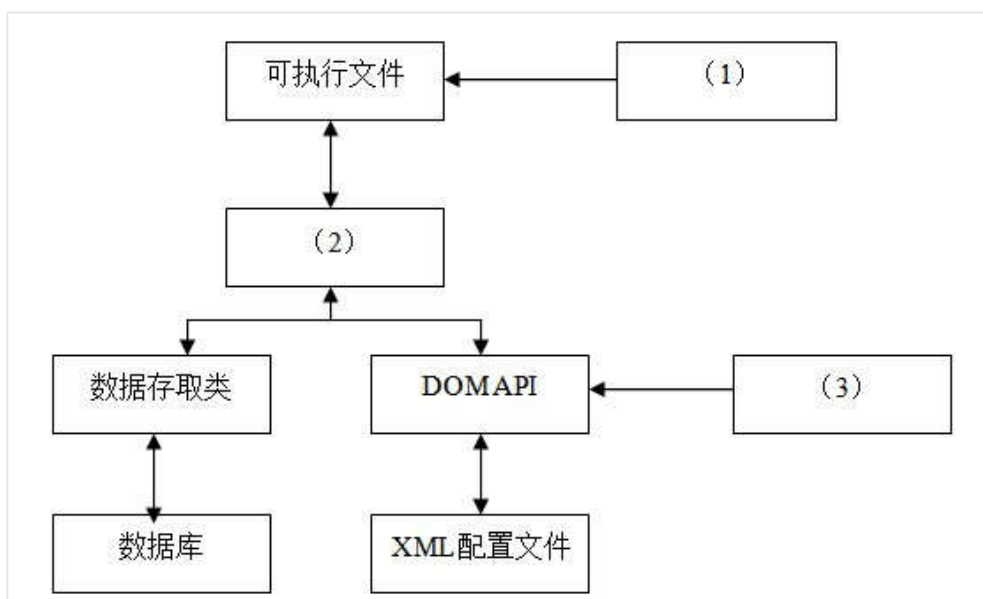 可执行文件
（1）
（2）
数据存取类
DOMAPI
（3）
数据库
XML配置文件